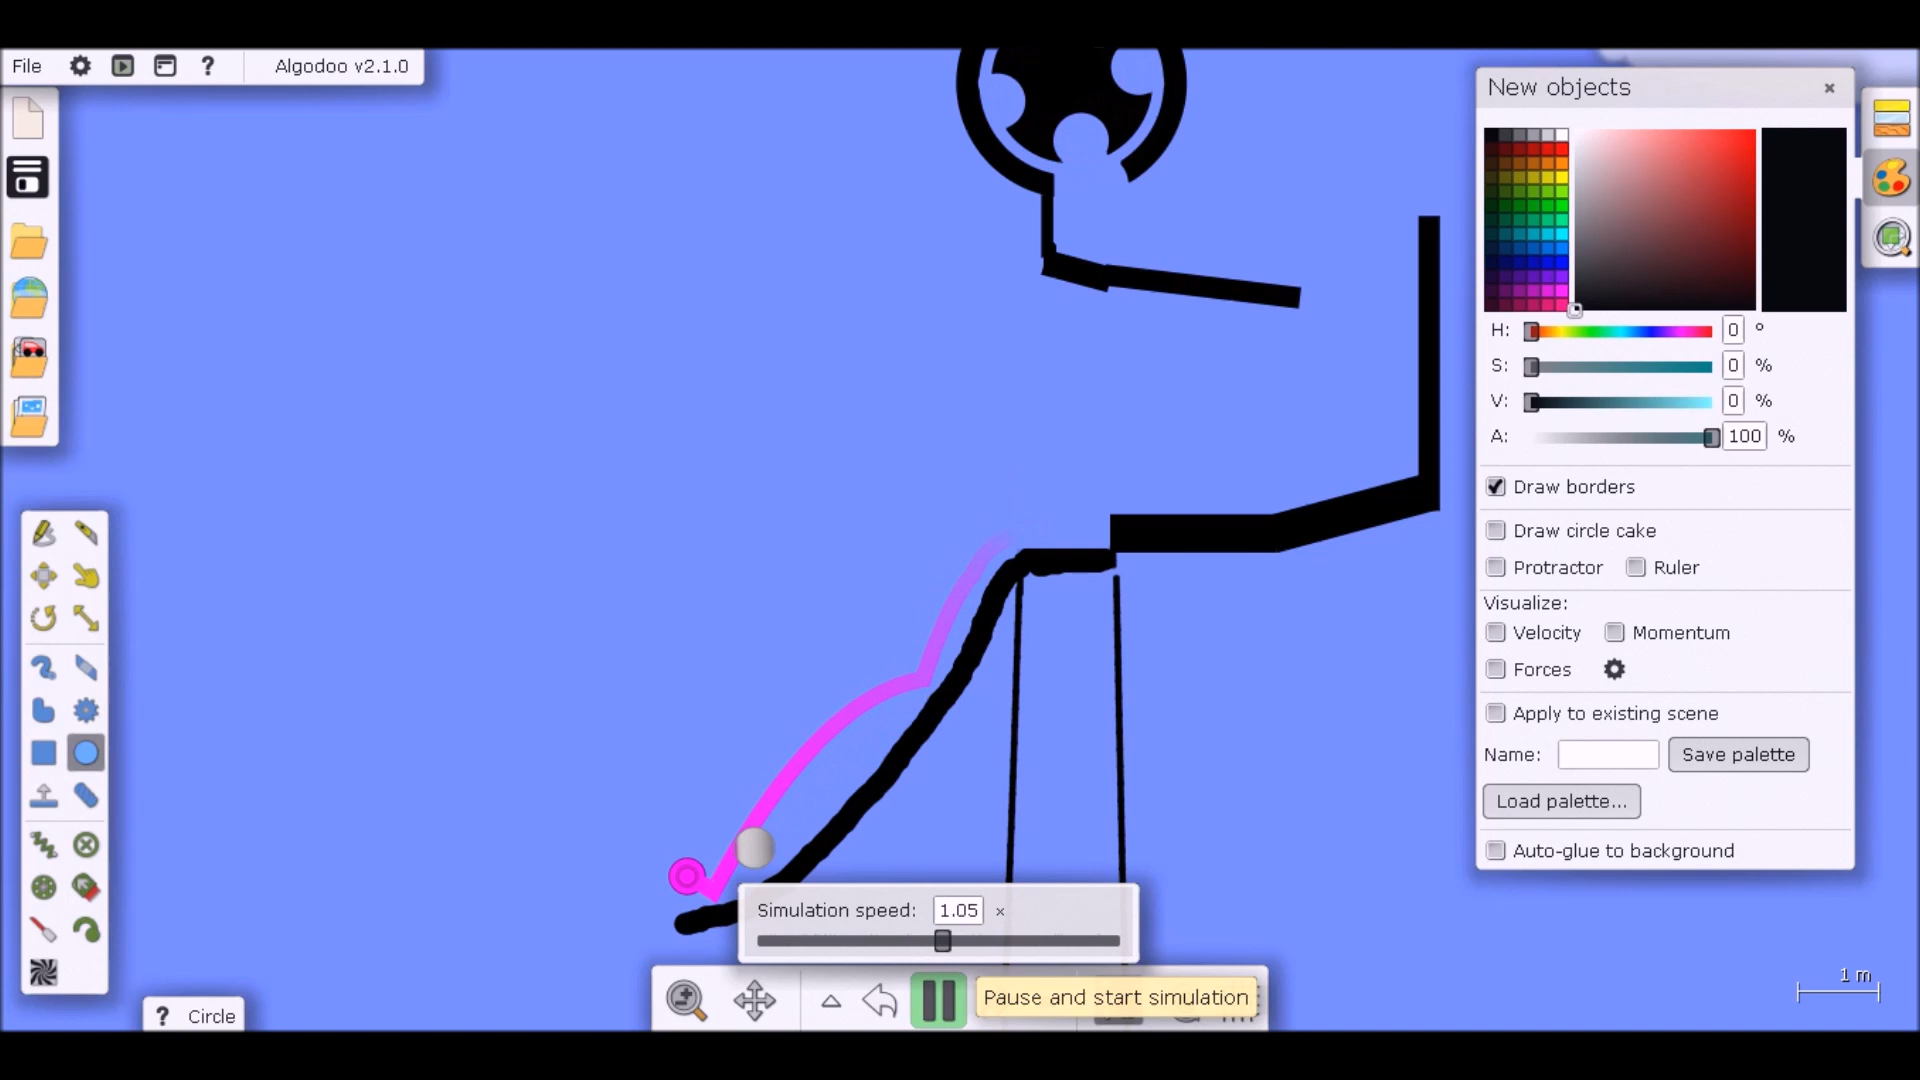 File ? Algodoo v2.1.0
New objects ×
H: 0 °
S: 0 %
V: 0 %
A: 100 %
Draw borders
Draw circle cake
Protractor Ruler
Visualize:
Velocity Momentum
Forces
Apply to existing scene
Name: Save palette
Load palette...
Auto-glue to background
Simulation speed: 1.05 ×
1 m
Pause and start simulation
? Circle